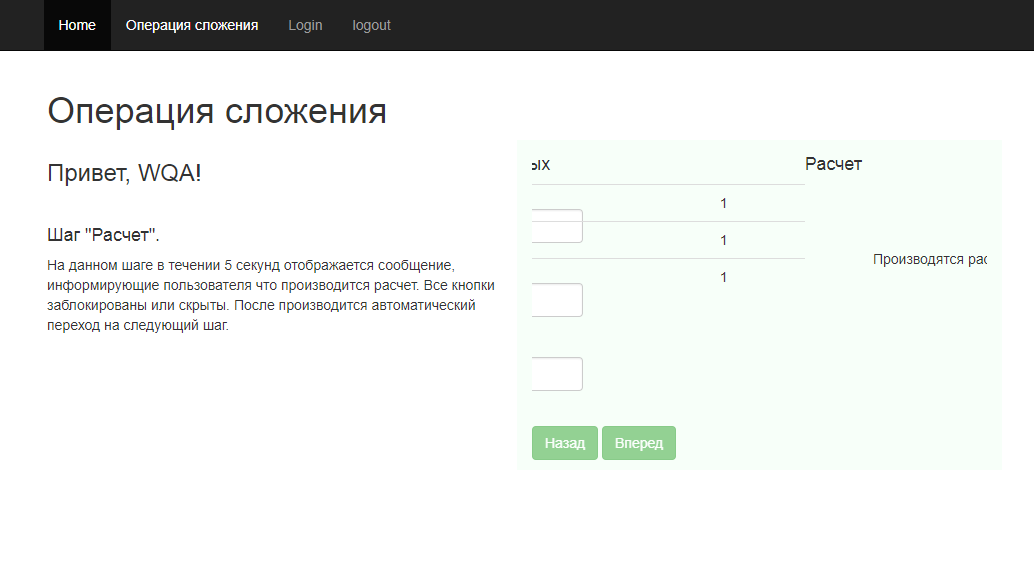 Home Операция сложения Login logout
Операция сложения
Привет, WQA!
Шаг "Расчет".
На данном шаге в течении 5 секунд отображается сообщение,
информирующие пользователя что производится расчет. Все кнопки
заблокированы или скрыты. После производится автоматический
переход на следующий шаг.
ых Расчет
1
1
1
Производятся рас
Назад Вперед